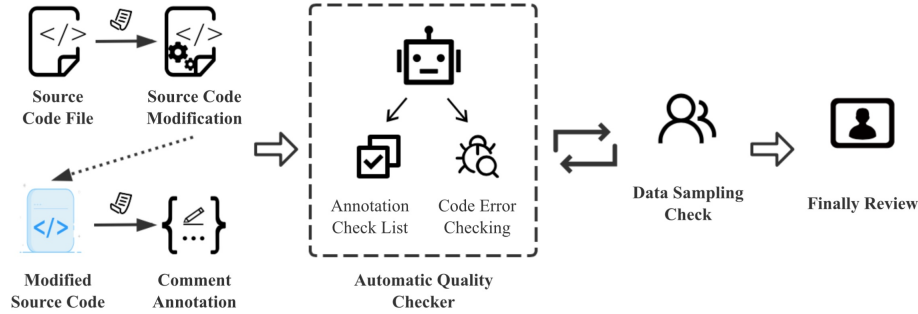 </>
</>
Source
Code File
Source Code
Modification
</>
Modified
Source Code
Comment
Annotation
Annotation
Check List
Code Error
Checking
Automatic Quality
Checker
Data Sampling
Check
Finally Review